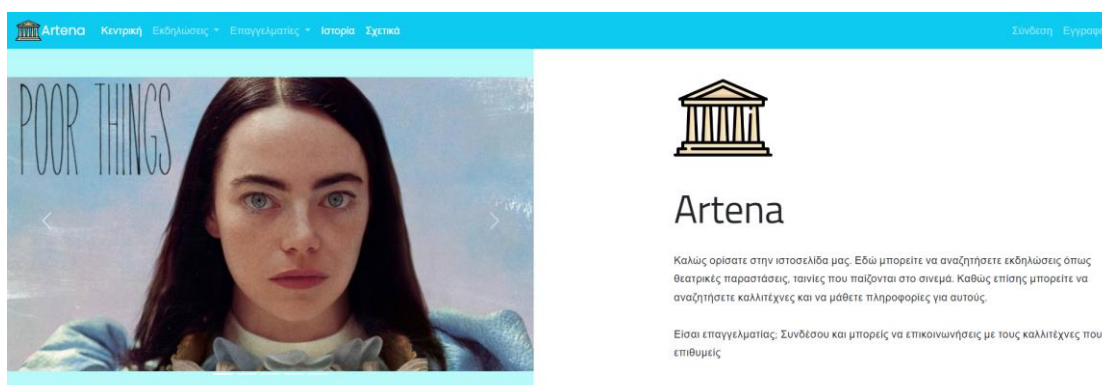 Artena Κεντρική Εκδηλώσεις Επαγγελματίες Ιστορία Σχετικά Σύνδεση
POOR THINGS
Artena
Καλώς ορίσατε στην ιστοσελίδα μας. Εδώ μπορείτε να αναζητήσετε εκδηλώσεις όπως
θεατρικές παραστάσεις, ταινίες που παίζονται στο σινεμά. Καθώς επίσης μπορείτε να
αναζητήσετε καλλιτέχνες και να μάθετε πληροφορίες για αυτούς.
Είσαι επαγγελματίας; Συνδέσου και μπορείς να επικοινωνήσεις με τους καλλιτέχνες που
επιθυμείς